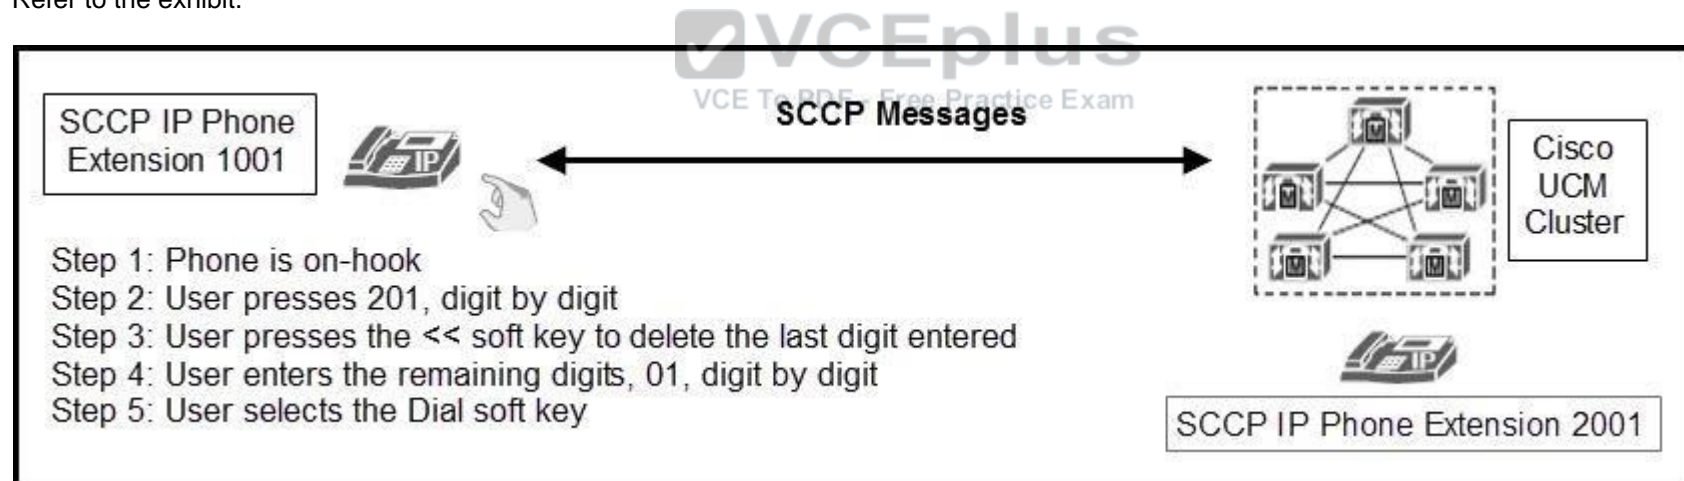 Refer to the exhibit.
VCEplus
VCE To PDF - Free Practice Exam
SCCP Messages
SCCP IP Phone
Extension 1001
IP
Cisco
UCM
Cluster
M
M
M
M
M
Step 1: Phone is on-hook
Step 2: User presses 201, digit by digit
Step 3: User presses the << soft key to delete the last digit entered
Step 4: User enters the remaining digits, 01, digit by digit
Step 5: User selects the Dial soft key
IP
SCCP IP Phone Extension 2001